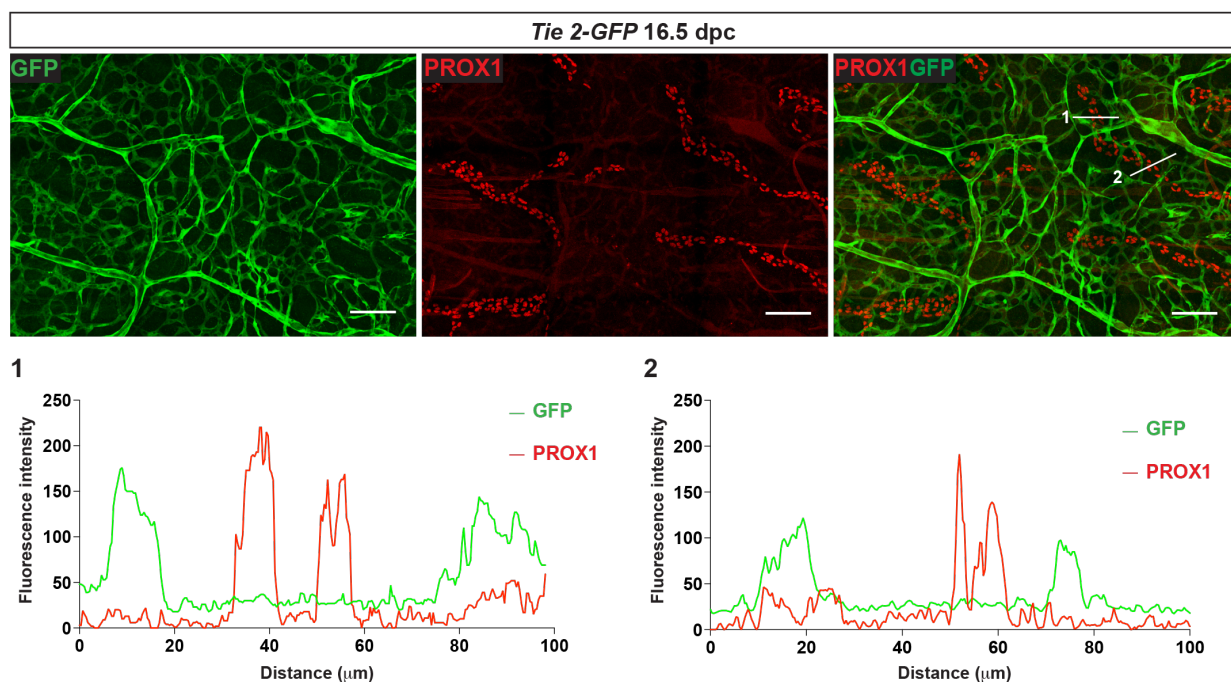 Tie 2-GFP 16.5 dpc
GFP
PROX1
PROX1GFP
1
2
1
250
200
150
100
50
0
Fluorescence intensity
0 20 40 60 80 100
Distance (μm)
GFP
PROX1
2
250
200
150
100
50
0
Fluorescence intensity
0 20 40 60 80 100
Distance (μm)
GFP
PROX1